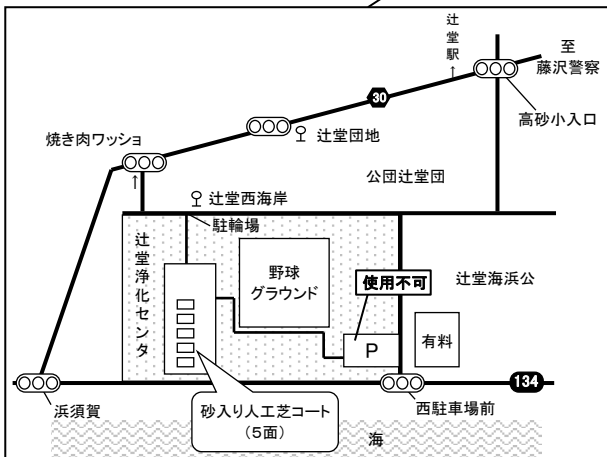 辻堂駅
↑
至
藤沢警察
高砂小入口
30
辻堂団地
焼き肉ワッショ
↑
公団辻堂団
辻堂西海岸
駐輪場
辻堂浄化センタ
野球
グラウンド
使用不可
辻堂海浜公
P
有料
134
浜須賀
砂入り人工芝コート
(5面)
西駐車場前
海